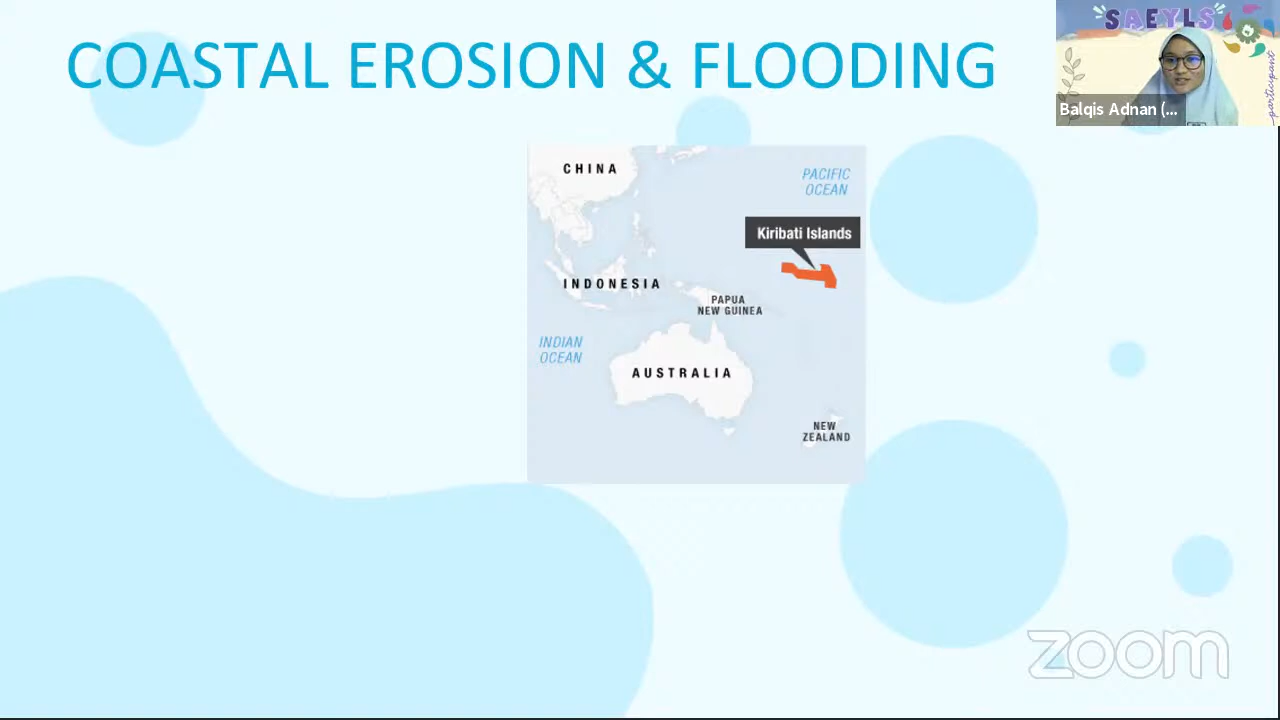 COASTAL EROSION & FLOODING
"SAEYLS"
participant
Balqis Adnan (...
CHINA
PACIFIC
OCEAN
Kiribati Islands
INDONESIA
PAPUA
NEW GUINEA
INDIAN
OCEAN
AUSTRALIA
NEW
ZEALAND
zoom